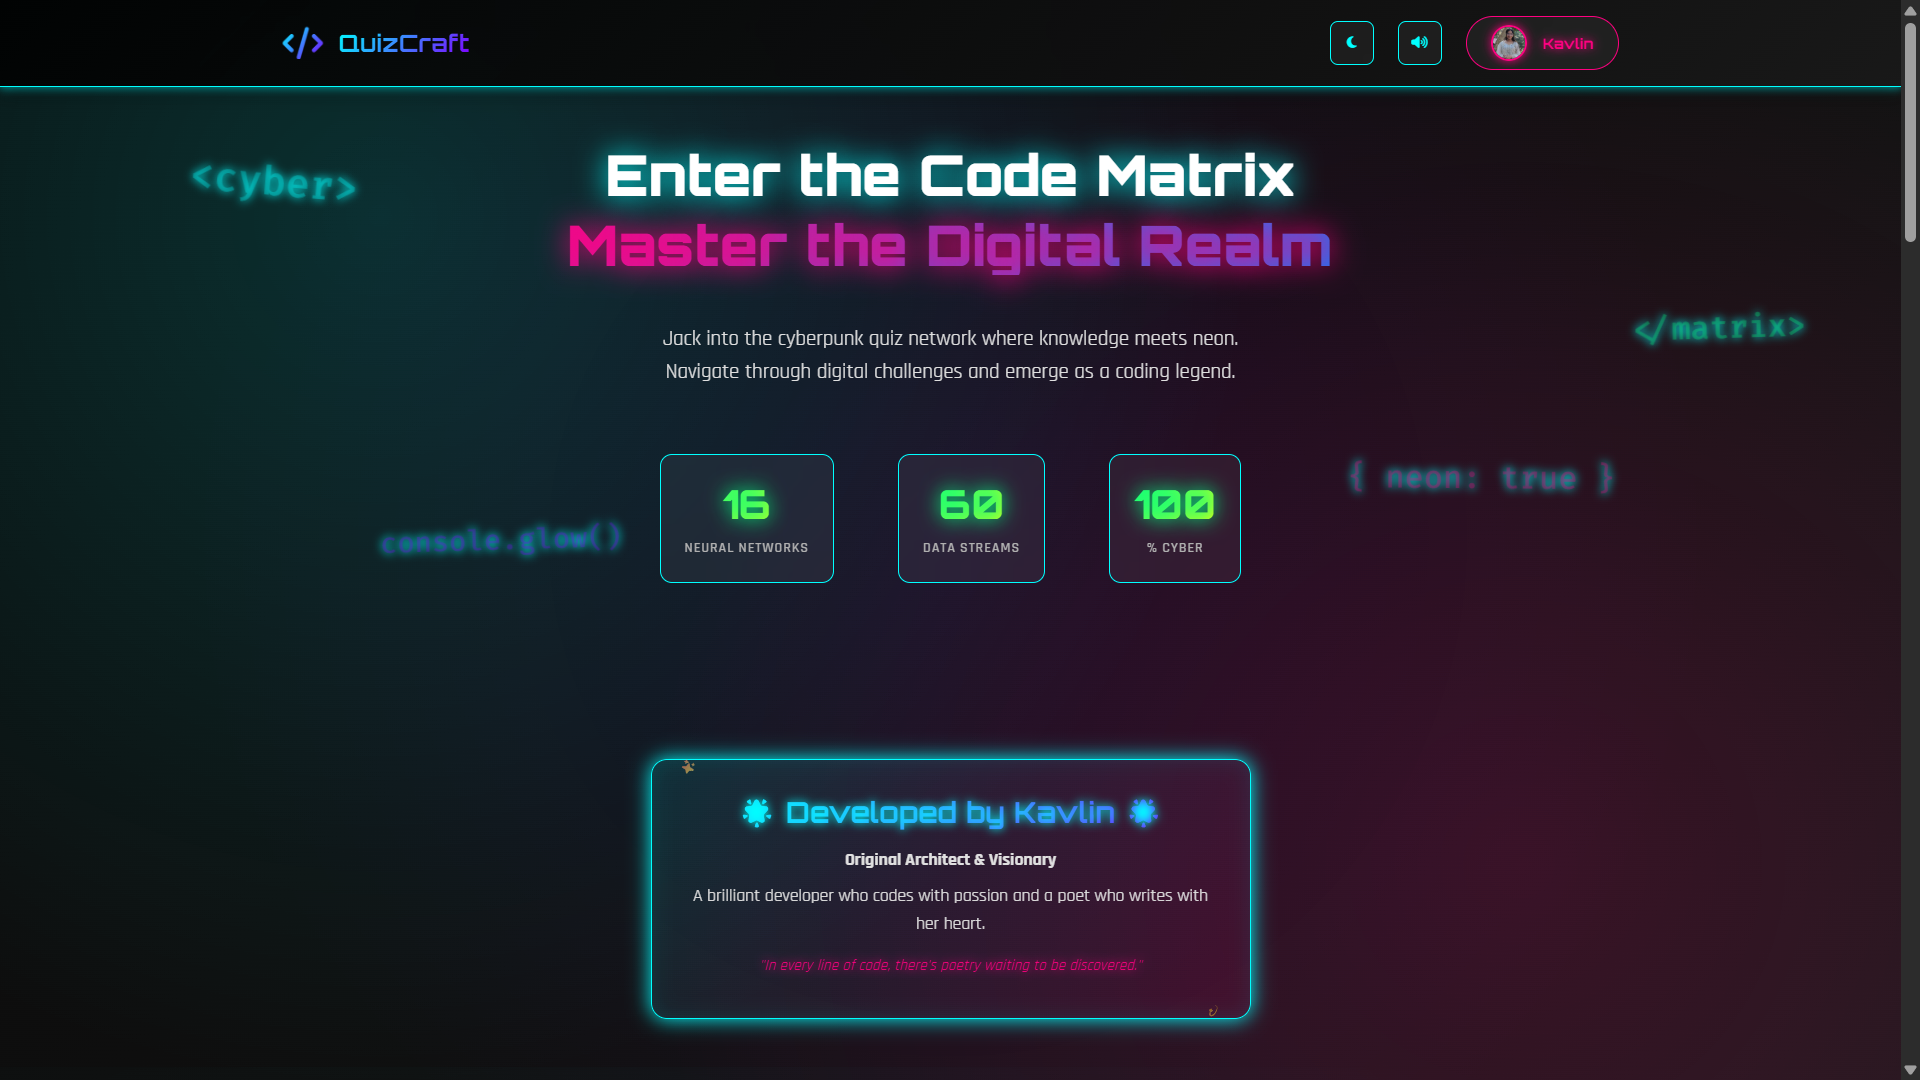 </> QuizCraft
Kavlin
Enter the Code Matrix
Master the Digital Realm
<cyber>
</matrix>
Jack into the cyberpunk quiz network where knowledge meets neon.
Navigate through digital challenges and emerge as a coding legend.
{ neon: true }
console.glow()
16
NEURAL NETWORKS
60
DATA STREAMS
100
% CYBER
Developed by Kavlin
Original Architect & Visionary
A brilliant developer who codes with passion and a poet who writes with
her heart.
"In every line of code, there's poetry waiting to be discovered."